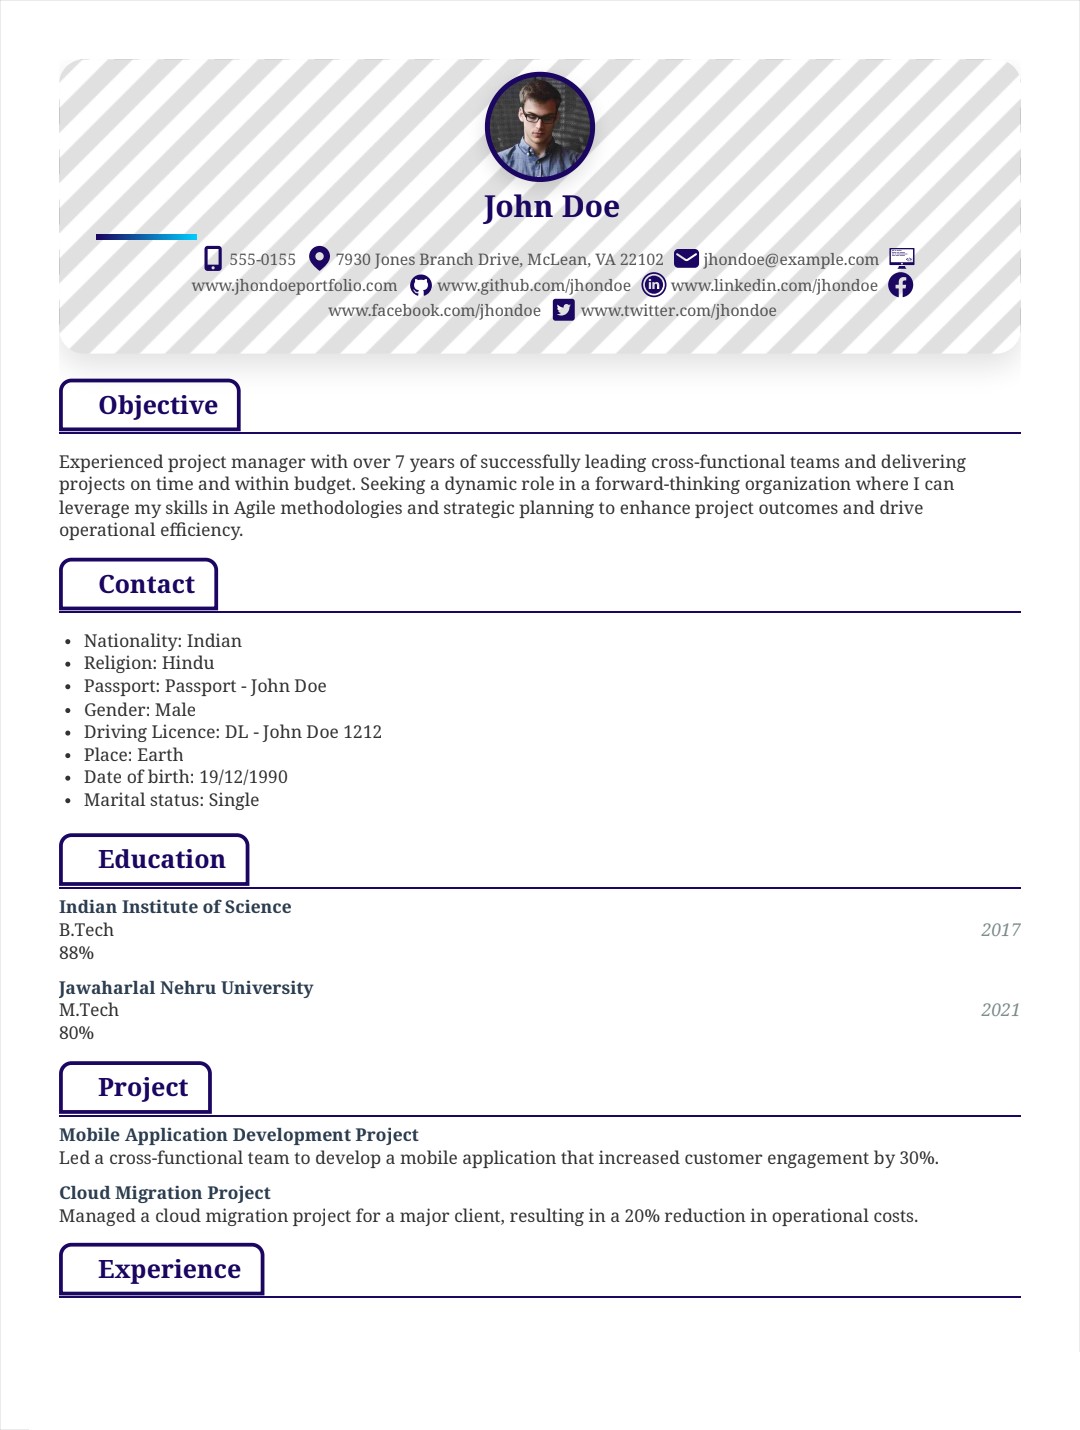 John Doe
555-0155 7930 Jones Branch Drive, McLean, VA 22102 jhondoe@example.com
www.jhondoeportfolio.com www.github.com/jhondoe in www.linkedin.com/jhondoe
www.facebook.com/jhondoe www.twitter.com/jhondoe
Objective
Experienced project manager with over 7 years of successfully leading cross-functional teams and delivering
projects on time and within budget. Seeking a dynamic role in a forward-thinking organization where I can
leverage my skills in Agile methodologies and strategic planning to enhance project outcomes and drive
operational efficiency.
Contact
• Nationality: Indian
• Religion: Hindu
• Passport: Passport - John Doe
• Gender: Male
• Driving Licence: DL - John Doe 1212
• Place: Earth
• Date of birth: 19/12/1990
• Marital status: Single
Education
Indian Institute of Science
B.Tech 2017
88%
Jawaharlal Nehru University
M.Tech 2021
80%
Project
Mobile Application Development Project
Led a cross-functional team to develop a mobile application that increased customer engagement by 30%.
Cloud Migration Project
Managed a cloud migration project for a major client, resulting in a 20% reduction in operational costs.
Experience